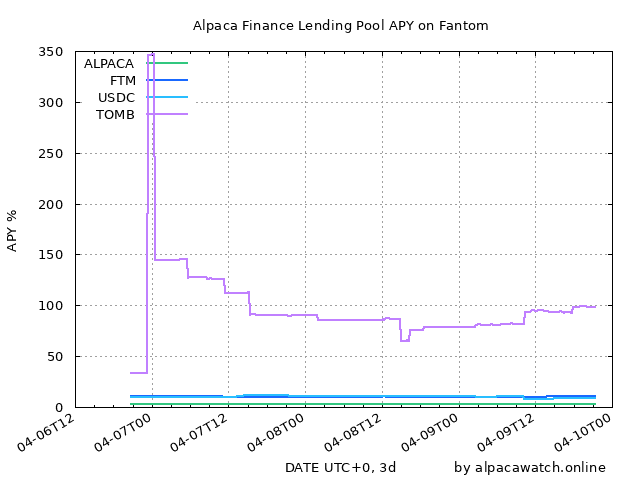 Alpaca Finance Lending Pool APY on Fantom
350
300
250
200
150
100
50
0
APY %
ALPACA
FTM
USDC
TOMB
04-06T12
04-07T00
04-07T12
04-08T00
04-08T12
04-09T00
04-09T12
04-10T00
DATE UTC+0, 3d
by alpacawatch.online